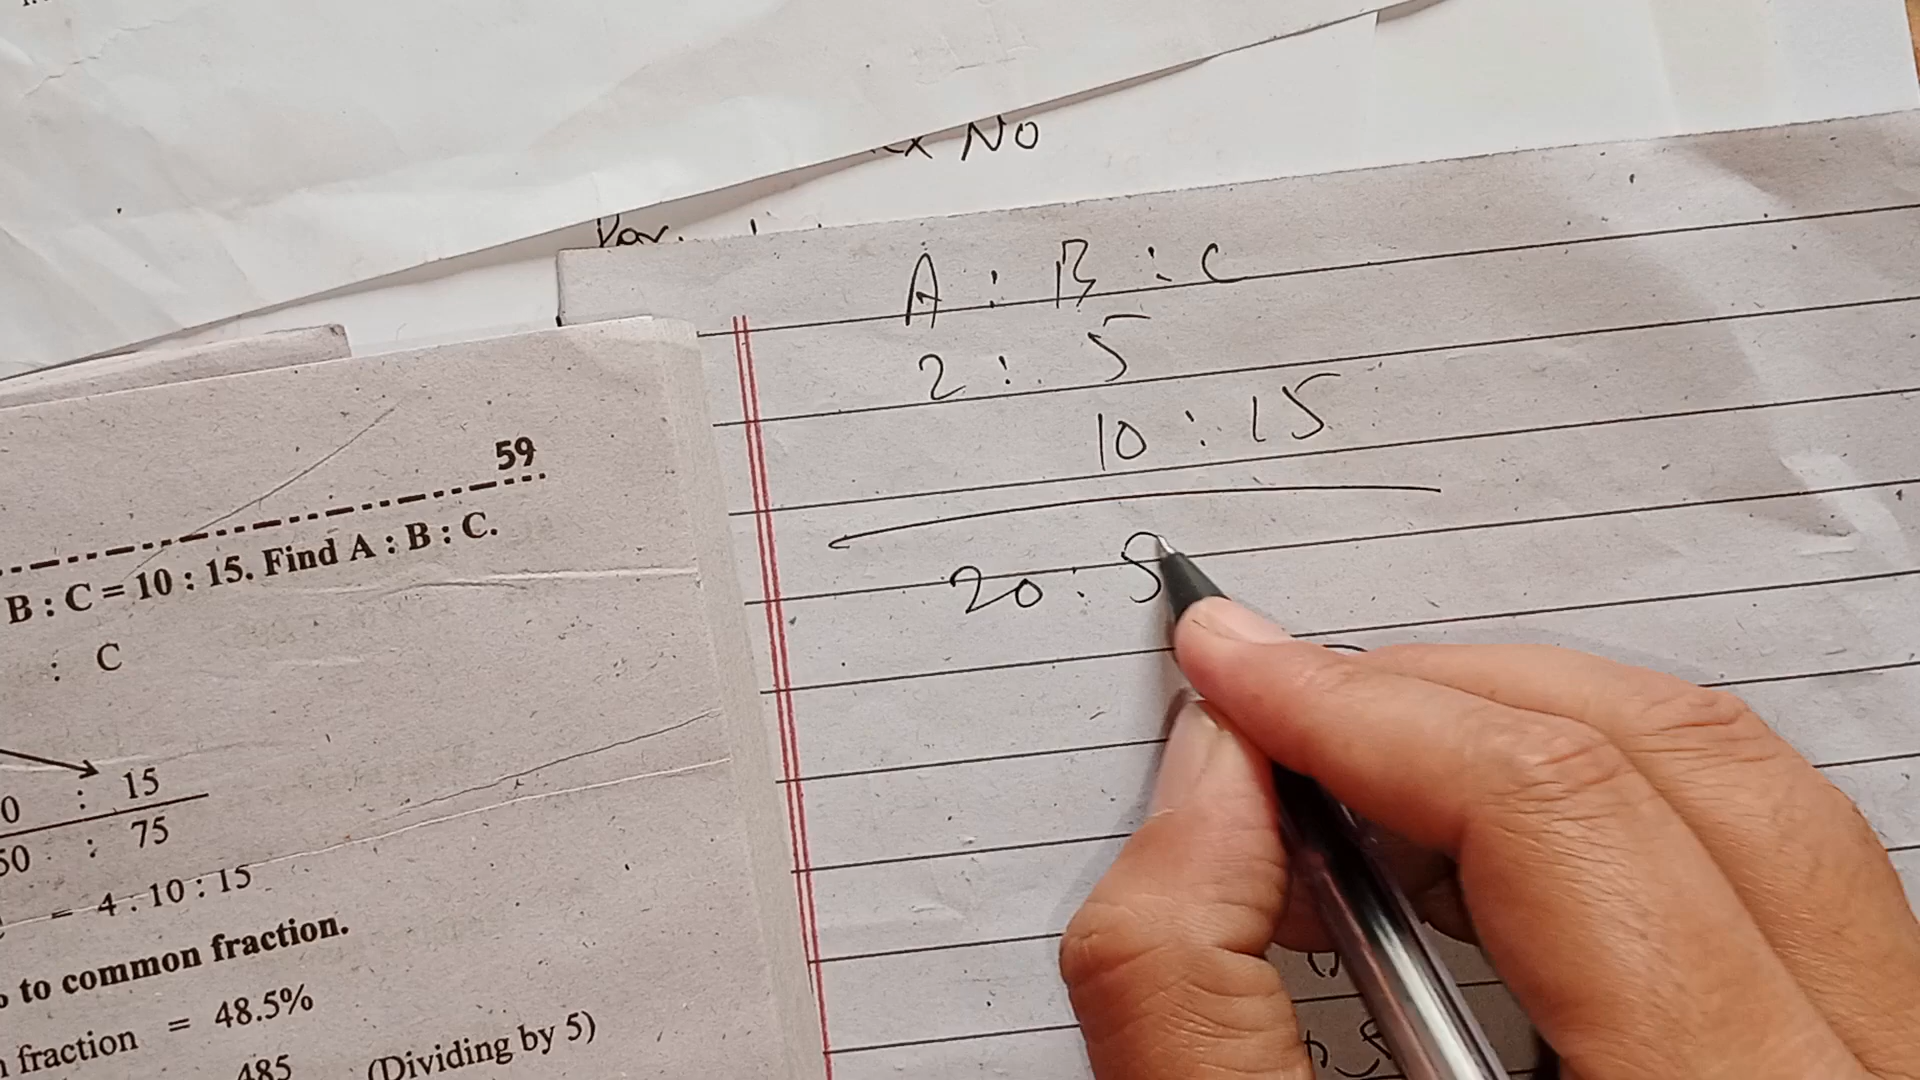 No
A : B : C
2 : 5
10 : 15
20 : 5
59
B : C = 10 : 15. Find A : B : C.
: C
0 : 15
50 : 75
= 4 : 10 : 15
to common fraction.
fraction = 48.5%
485 (Dividing by 5)